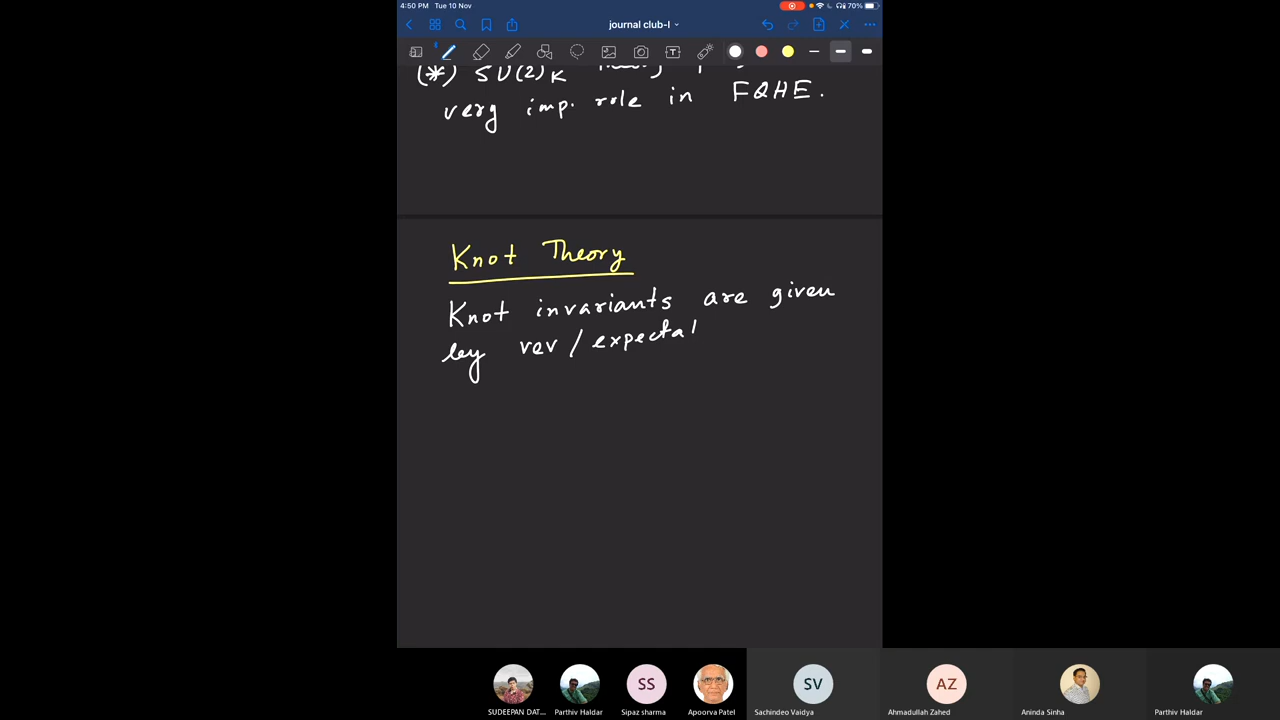 4:50 PM Tue 10 Nov
70%
journal club-I
(*) SU(2)K
very imp. role in FQHE.
Knot Theory
Knot invariants are given
by vev / expectat
SUDEEPAN DAT...
Parthiv Haldar
SS
Sipaz sharma
Apoorva Patel
SV
Sachindeo Vaidya
AZ
Ahmadullah Zahed
Aninda Sinha
Parthiv Haldar